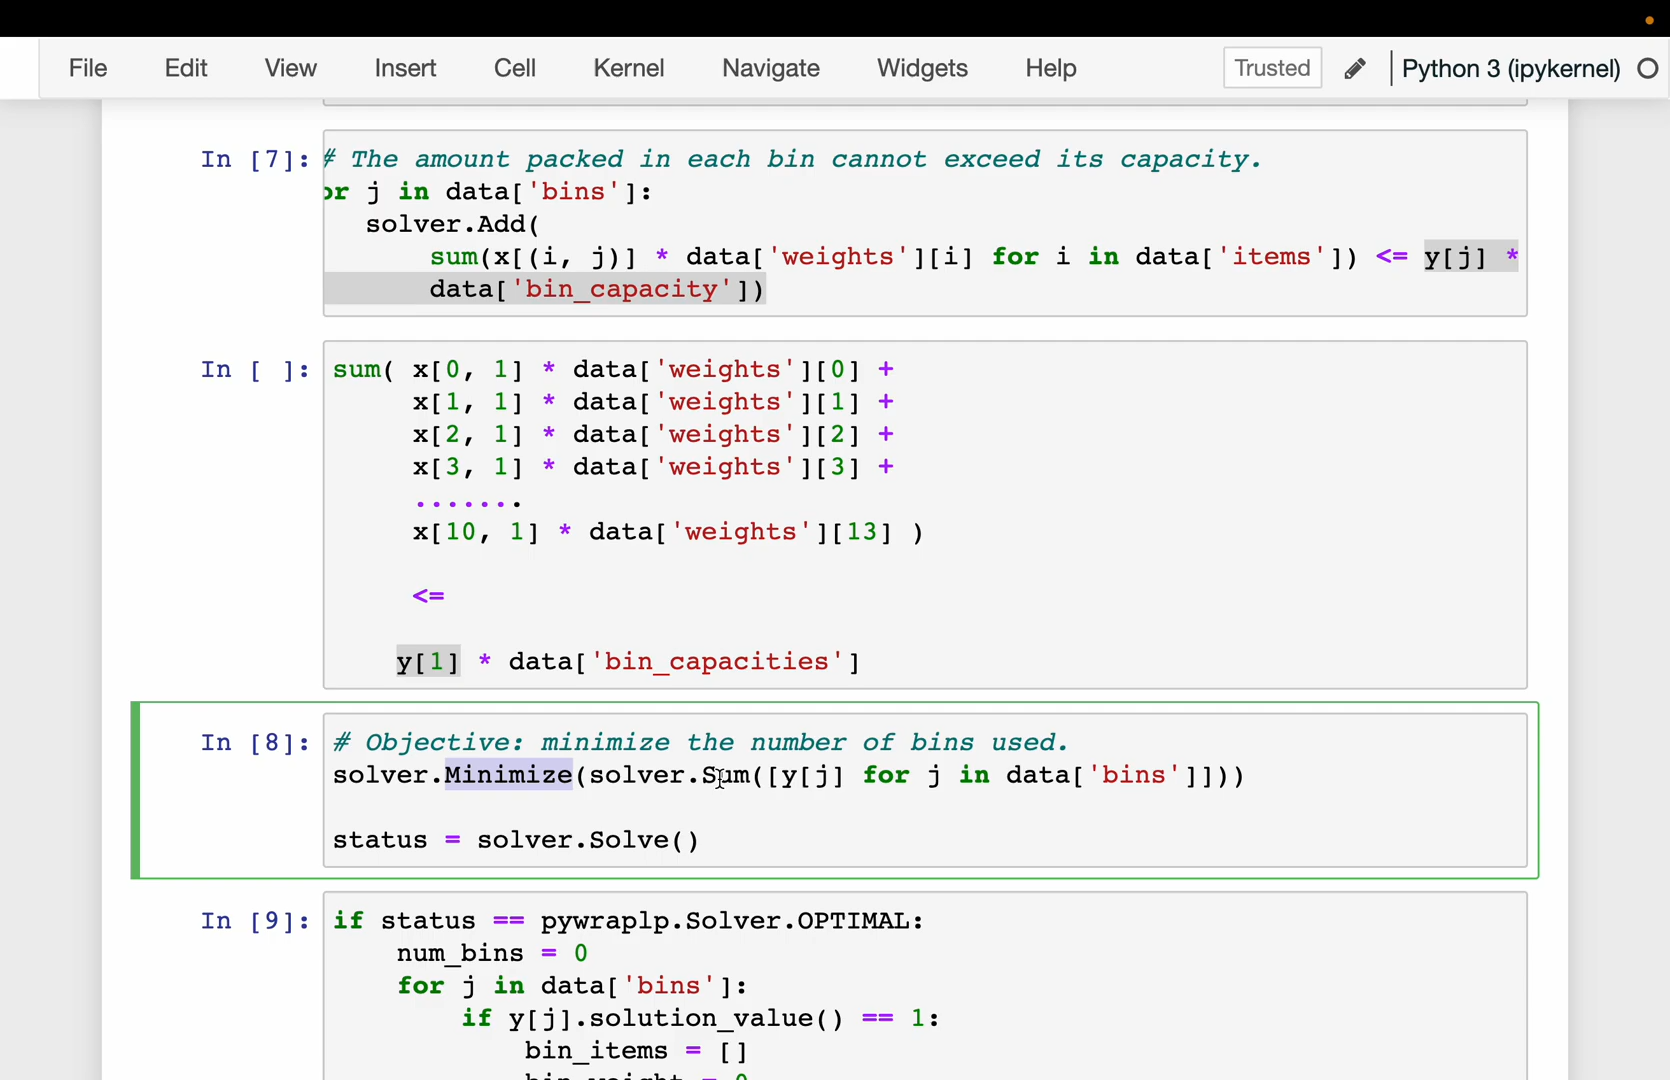 File Edit View Insert Cell Kernel Navigate Widgets Help Trusted Python 3 (ipykernel)
In [7]: # The amount packed in each bin cannot exceed its capacity.
or j in data['bins']:
solver.Add(
sum(x[(i, j)] * data['weights'][i] for i in data['items']) <= y[j] *
data['bin_capacity'])
In [ ]: sum( x[0, 1] * data['weights'][0] +
x[1, 1] * data['weights'][1] +
x[2, 1] * data['weights'][2] +
x[3, 1] * data['weights'][3] +
.......
x[10, 1] * data['weights'][13] )
<=
y[1] * data['bin_capacities']
In [8]: # Objective: minimize the number of bins used.
solver.Minimize(solver.Sum([y[j] for j in data['bins']]))
status = solver.Solve()
In [9]: if status == pywraplp.Solver.OPTIMAL:
num_bins = 0
for j in data['bins']:
if y[j].solution_value() == 1:
bin_items = []